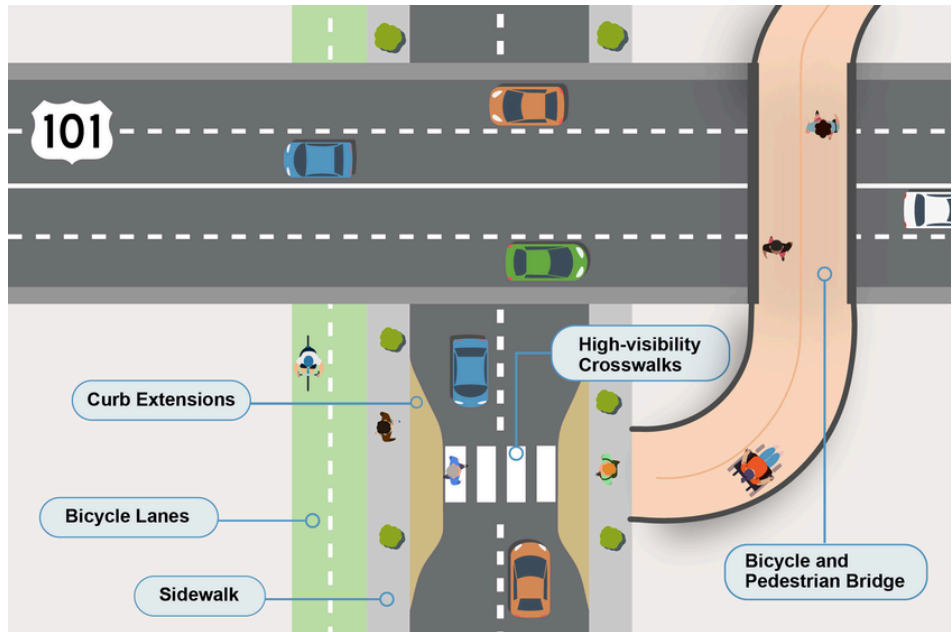 101
High-visibility
Crosswalks
Curb Extensions
Bicycle Lanes
Bicycle and
Pedestrian Bridge
Sidewalk